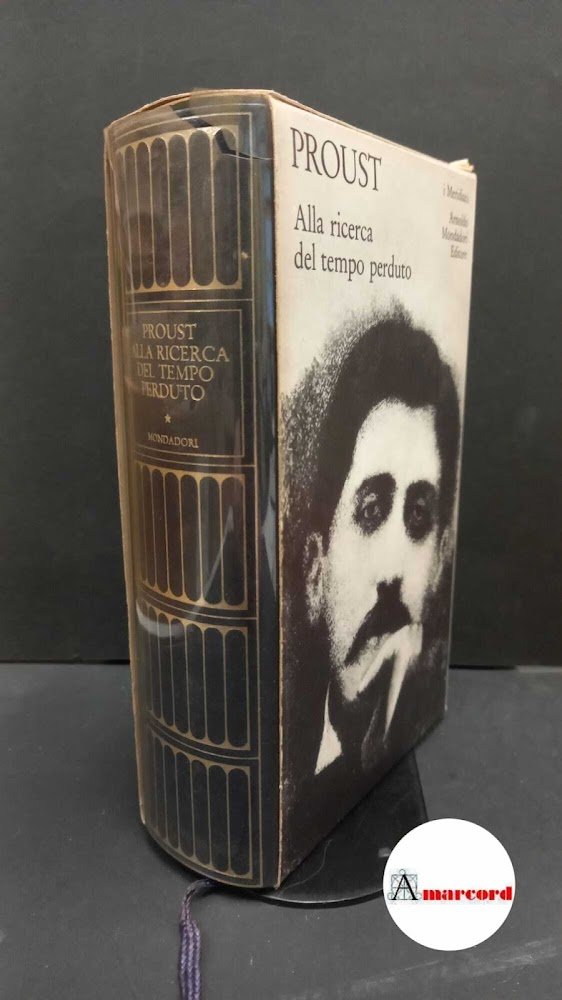 PROUST
ALLA RICERCA
DEL TEMPO
PERDUTO
★
MONDADORI
PROUST
i Meridiani
Alla ricerca
del tempo perduto
Arnoldo
Mondadori
Editore
Amarcord